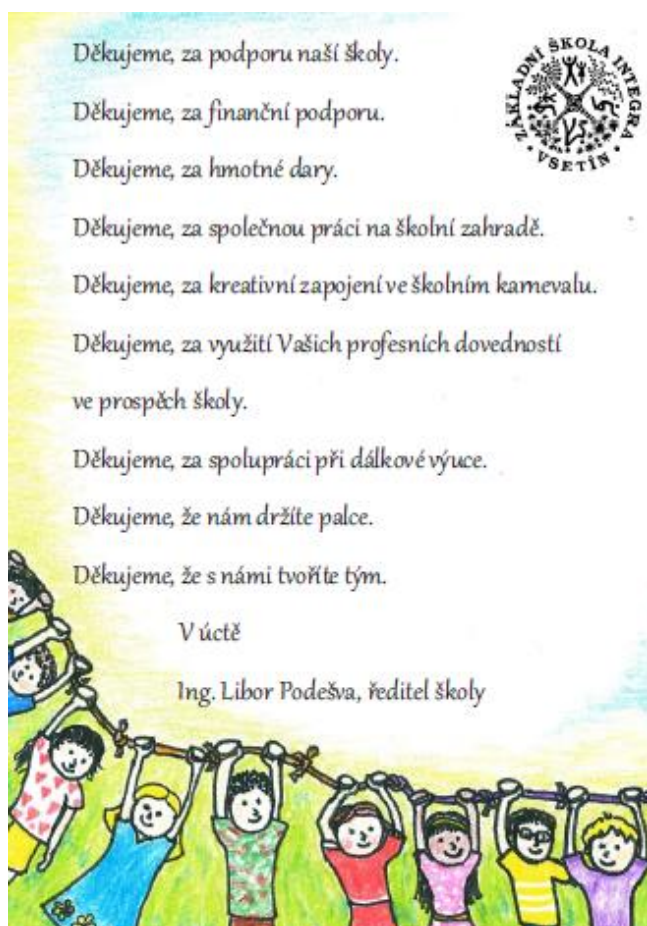 Děkujeme, za podporu naší školy.
ZÁKLADNÍ ŠKOLA INTEGRA
• VSETÍN •
Děkujeme, za finanční podporu.
Děkujeme, za hmotné dary.
Děkujeme, za společnou práci na školní zahradě.
Děkujeme, za kreativní zapojení ve školním karnevalu.
Děkujeme, za využití Vašich profesních dovedností
ve prospěch školy.
Děkujeme, za spolupráci při dálkové výuce.
Děkujeme, že nám držíte palce.
Děkujeme, že s námi tvoříte tým.
V úctě
Ing. Libor Podešva, ředitel školy